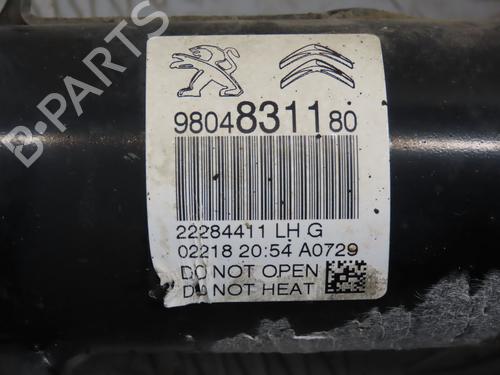 9804831180
22284411 LH G
02218 20:54 A0729
DO NOT OPEN
DO NOT HEAT
B-PARTS